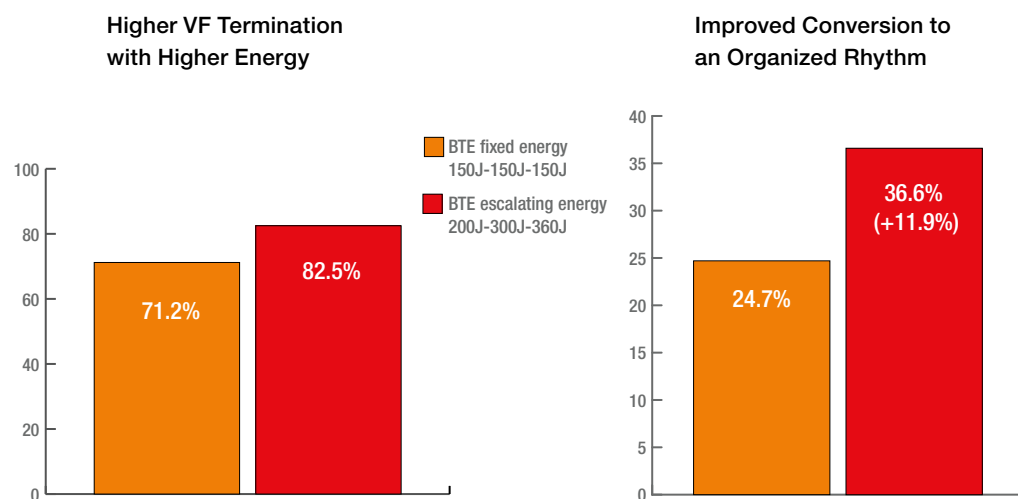 Higher VF Termination
with Higher Energy
100
80
60
40
20
0
71.2%
82.5%
BTE fixed energy
150J-150J-150J
BTE escalating energy
200J-300J-360J
Improved Conversion to
an Organized Rhythm
40
35
30
25
20
15
10
5
0
24.7%
36.6%
(+11.9%)